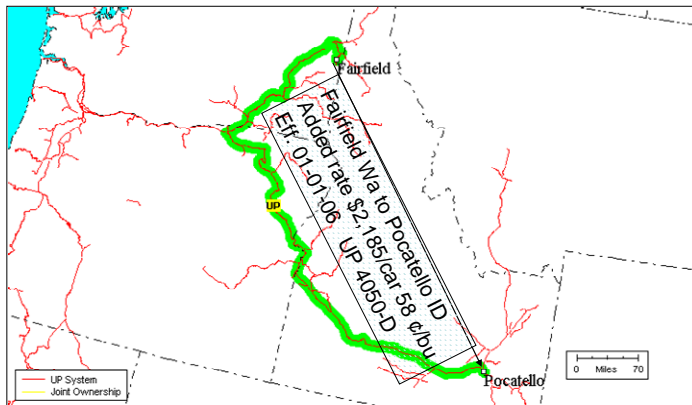 Fairfield
Fairfield Wa to Pocatello ID
Added rate $2,185/car 58 ¢/bu
Eff. 01-01-06 UP 4050-D
UP
Pocatello
0 Miles 70
UP System
Joint Ownership